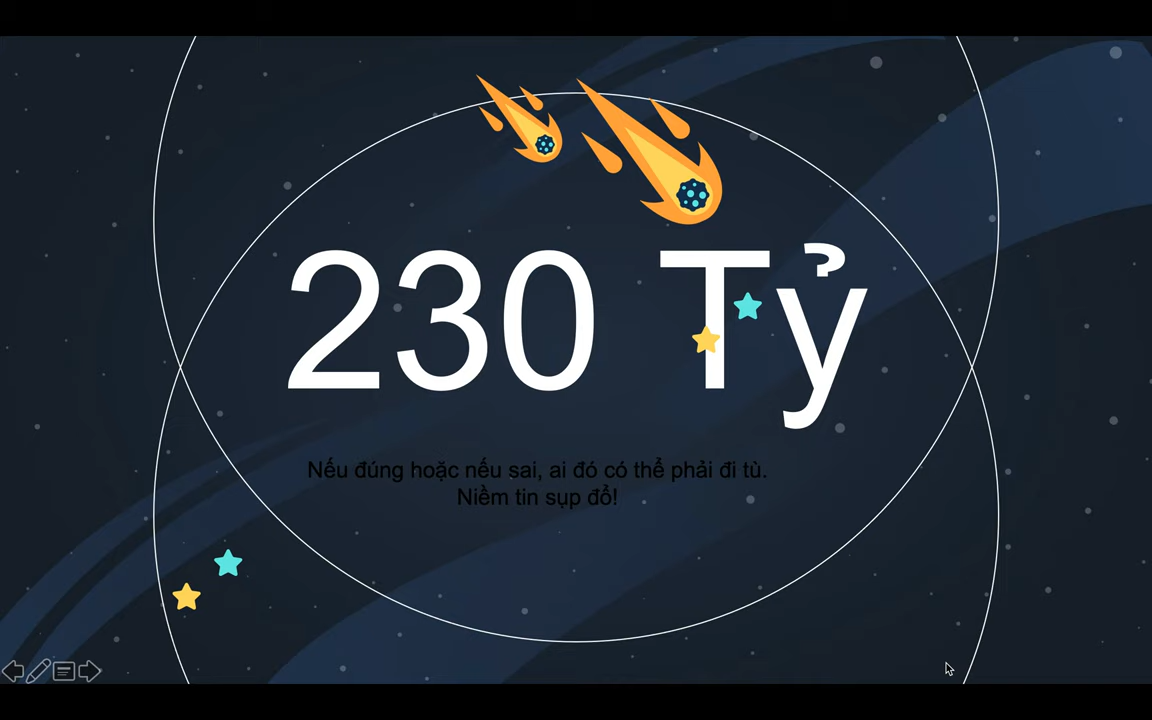 230 Tỷ
Nếu đúng hoặc nếu sai, ai đó có thể phải đi tù.
Niềm tin sụp đổ!